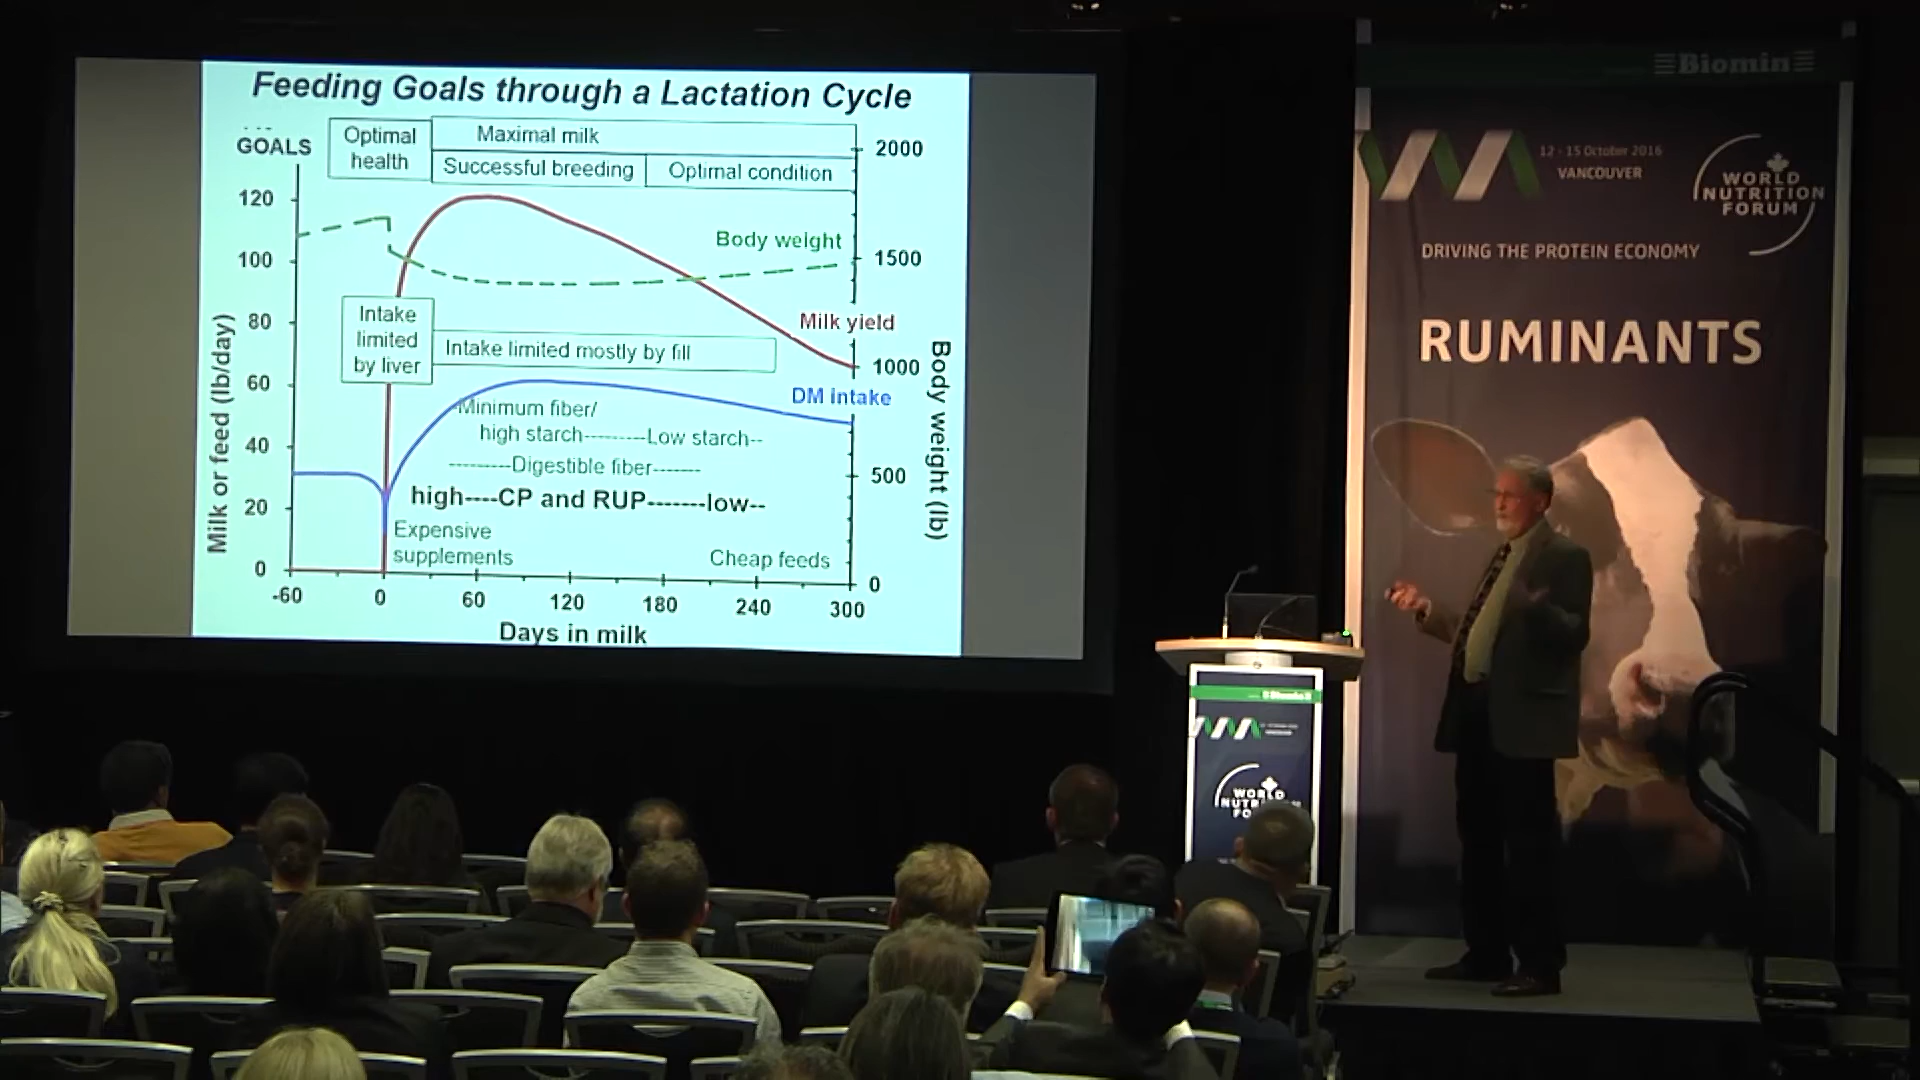 Feeding Goals through a Lactation Cycle
GOALS
Optimal
health
Maximal milk
Successful breeding
Optimal condition
120
100
80
60
40
20
0
Milk or feed (lb/day)
2000
1500
1000
500
0
Body weight (lb)
Body weight
Milk yield
DM intake
Intake
limited
by liver
Intake limited mostly by fill
Minimum fiber/
high starch---------Low starch--
---------Digestible fiber-------
high----CP and RUP-------low--
Expensive
supplements
Cheap feeds
-60 0 60 120 180 240 300
Days in milk
Biomin
12 - 15 October 2016
VANCOUVER
WORLD
NUTRITION
FORUM
DRIVING THE PROTEIN ECONOMY
RUMINANTS
Biomin
WORLD